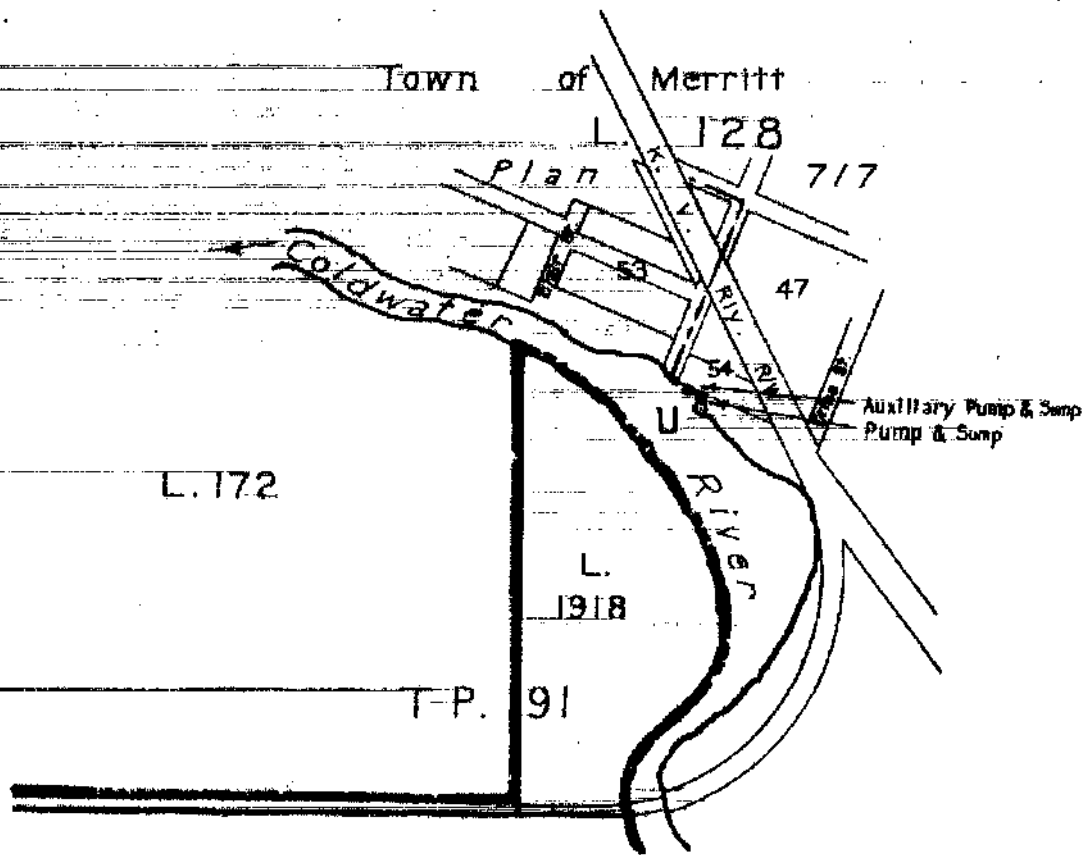 Town of Merritt
L. 128
Plan 717
K. V. RLY. R/W
53
47
54
Coldwater River
Auxiliary Pump & Sump
Pump & Sump
U
L. 172
L. 1918
T-P. 91